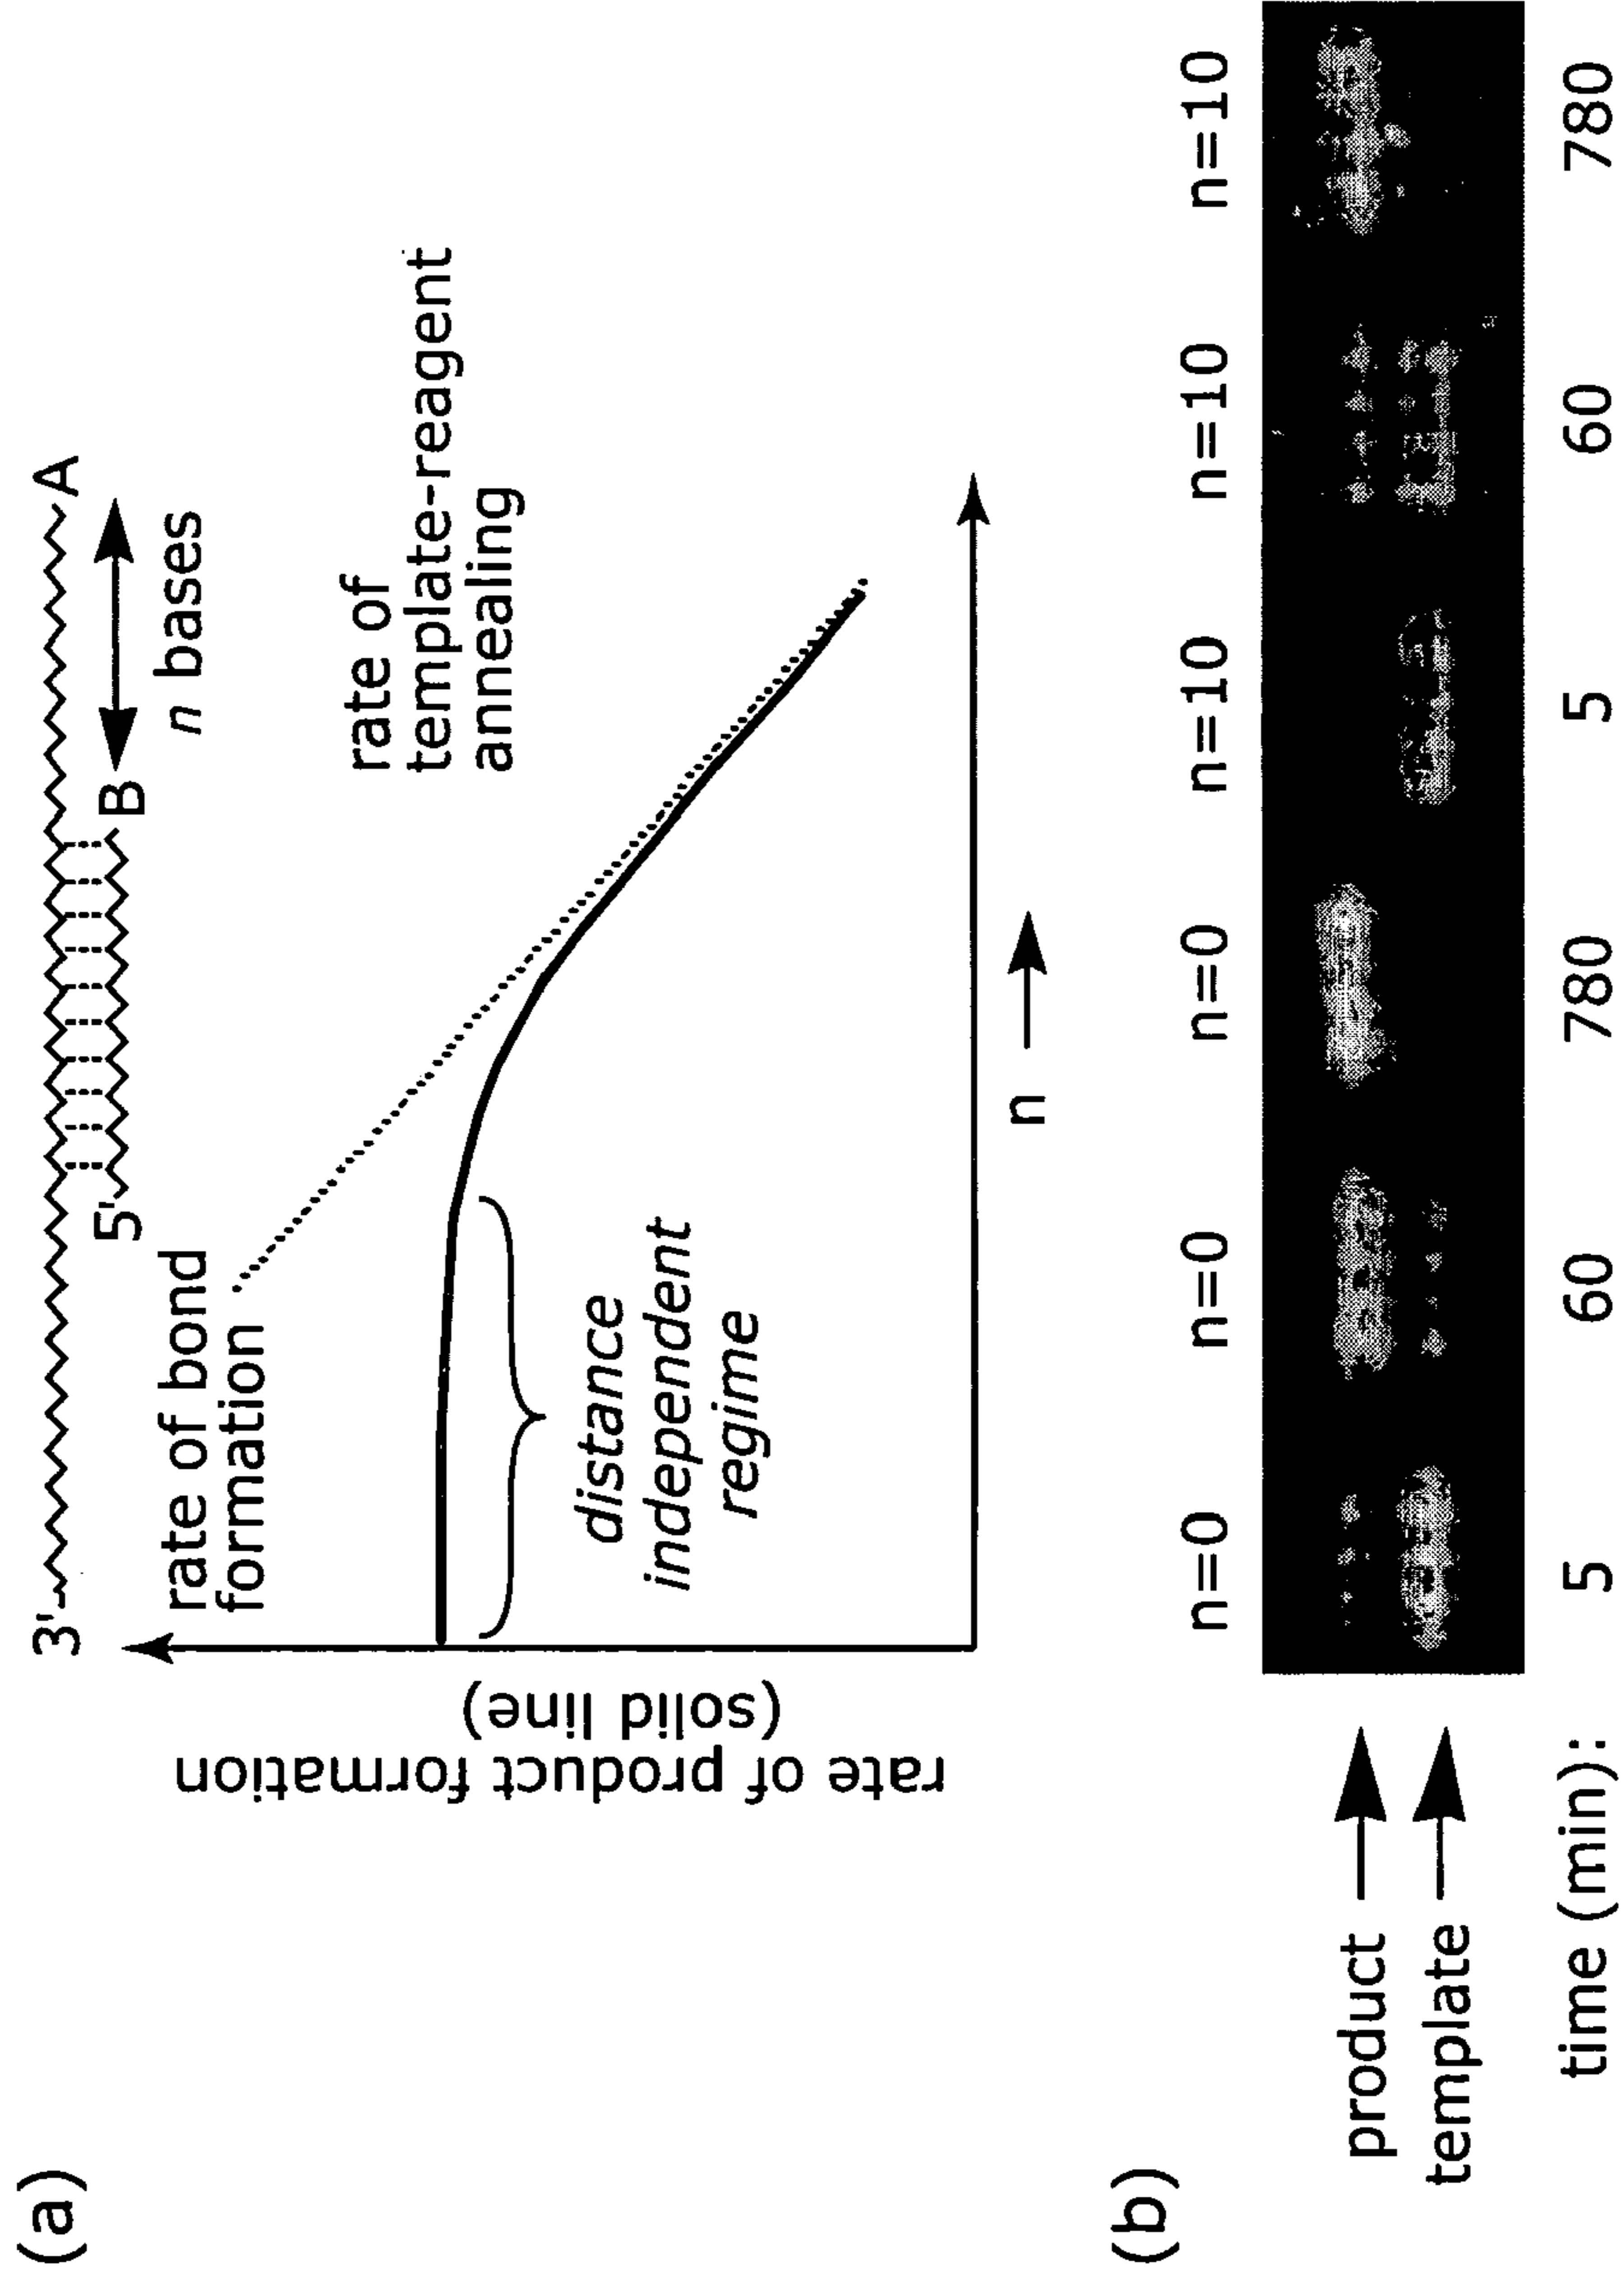 (a)
3'
A
5'
B
n bases
rate of bond
formation
rate of
template-reagent
annealing
distance
independent
regime
rate of product formation
(solid line)
n
(b)
n=0
n=0
n=0
n=10
n=10
n=10
product
template
time (min):
5
60
780
5
60
780